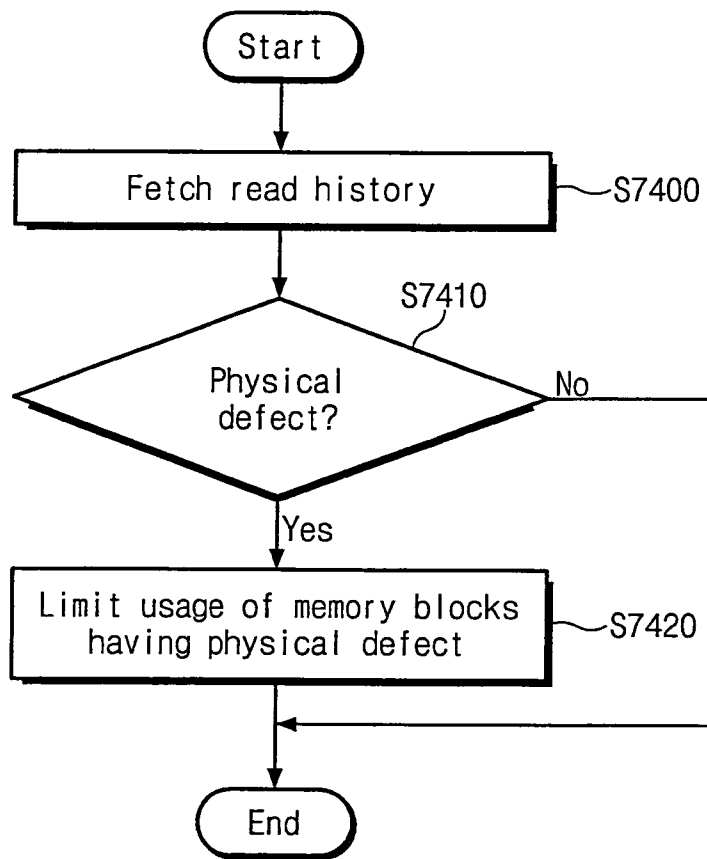 Start
Fetch read history
S7400
S7410
Physical
defect?
No
Yes
Limit usage of memory blocks
having physical defect
S7420
End